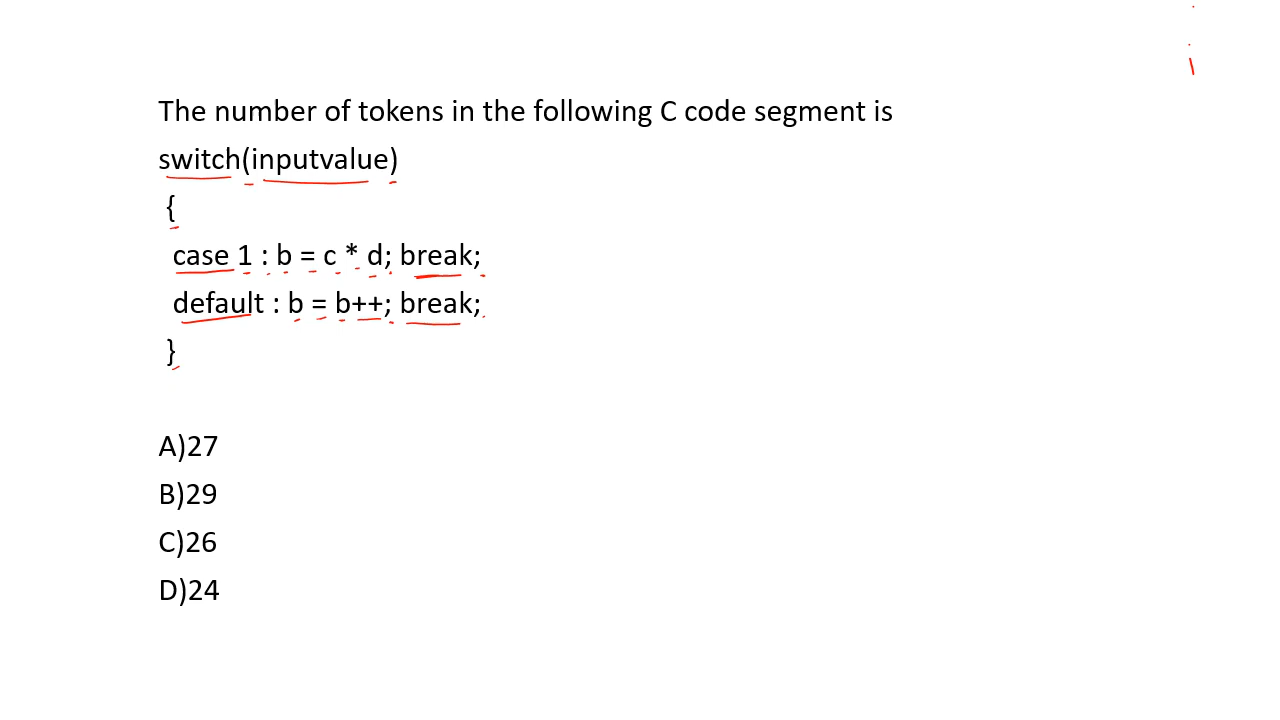 The number of tokens in the following C code segment is
switch(inputvalue)
{
case 1 : b = c * d; break;
default : b = b++; break;
}
A)27
B)29
C)26
D)24